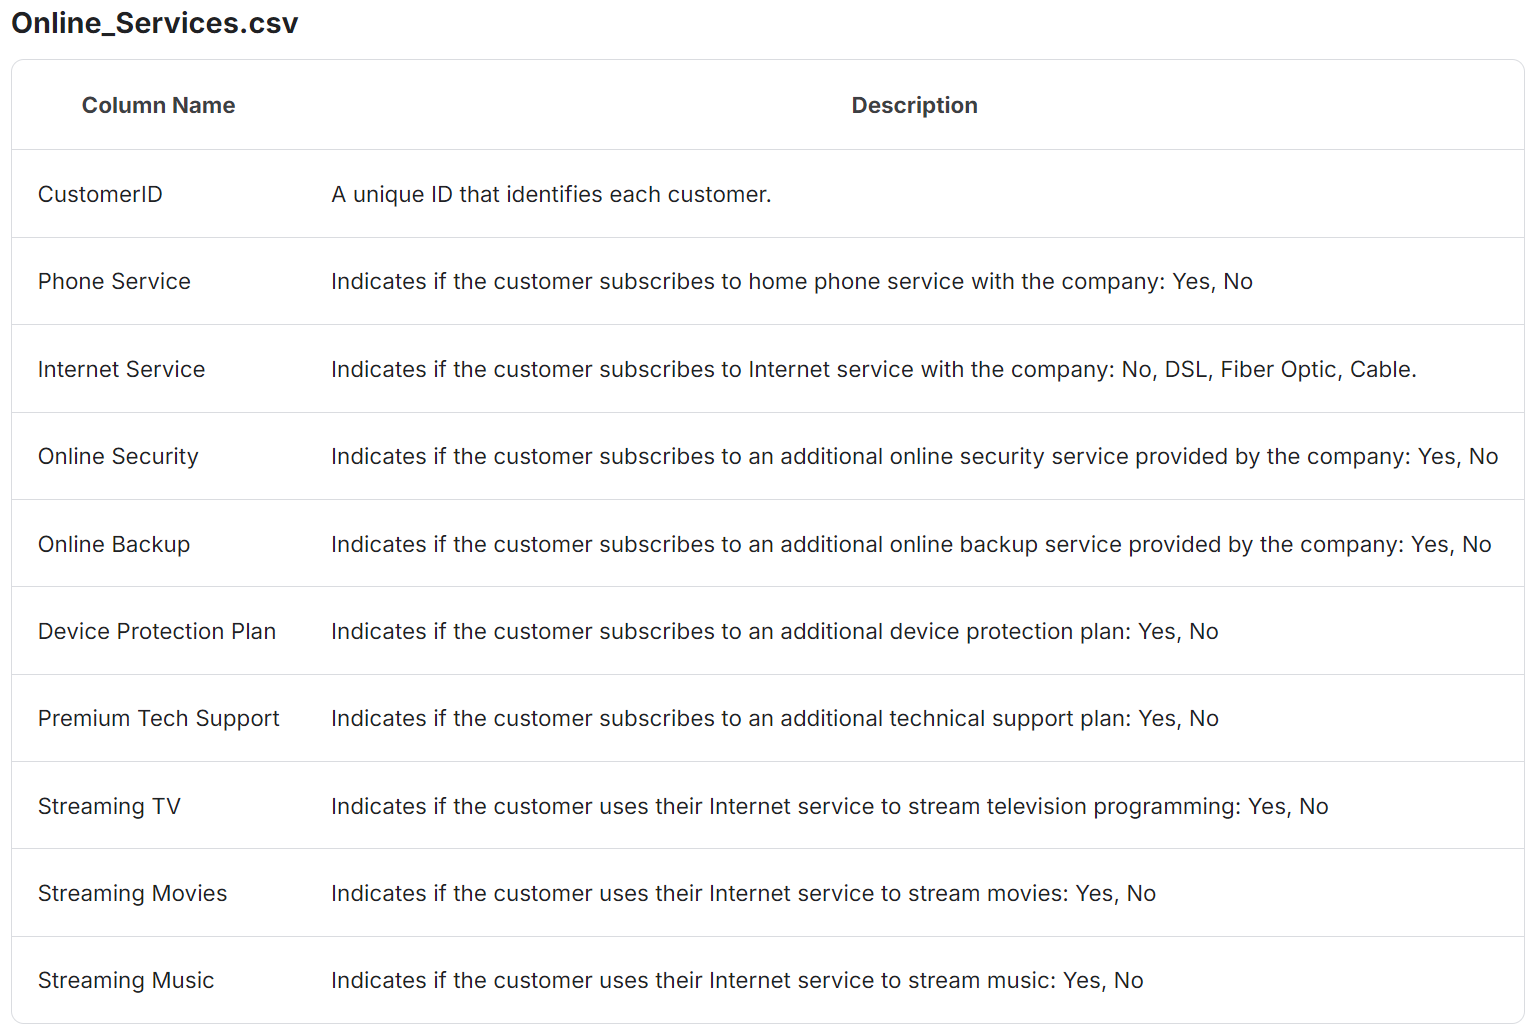 Online_Services.csv
Column Name Description
CustomerID A unique ID that identifies each customer.
Phone Service Indicates if the customer subscribes to home phone service with the company: Yes, No
Internet Service Indicates if the customer subscribes to Internet service with the company: No, DSL, Fiber Optic, Cable.
Online Security Indicates if the customer subscribes to an additional online security service provided by the company: Yes, No
Online Backup Indicates if the customer subscribes to an additional online backup service provided by the company: Yes, No
Device Protection Plan Indicates if the customer subscribes to an additional device protection plan: Yes, No
Premium Tech Support Indicates if the customer subscribes to an additional technical support plan: Yes, No
Streaming TV Indicates if the customer uses their Internet service to stream television programming: Yes, No
Streaming Movies Indicates if the customer uses their Internet service to stream movies: Yes, No
Streaming Music Indicates if the customer uses their Internet service to stream music: Yes, No